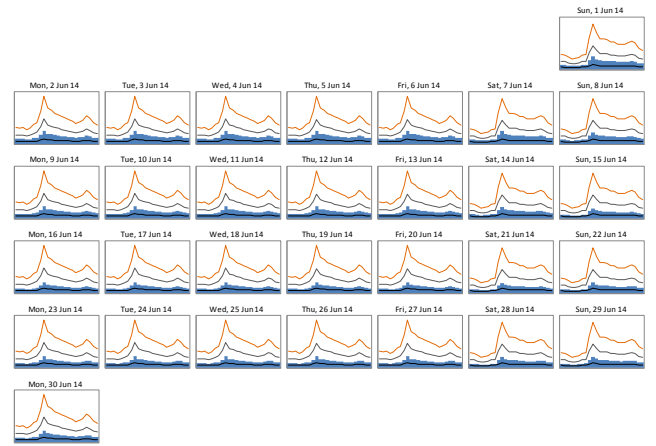 Sun, 1 Jun 14
Mon, 2 Jun 14 Tue, 3 Jun 14 Wed, 4 Jun 14 Thu, 5 Jun 14 Fri, 6 Jun 14 Sat, 7 Jun 14 Sun, 8 Jun 14
Mon, 9 Jun 14 Tue, 10 Jun 14 Wed, 11 Jun 14 Thu, 12 Jun 14 Fri, 13 Jun 14 Sat, 14 Jun 14 Sun, 15 Jun 14
Mon, 16 Jun 14 Tue, 17 Jun 14 Wed, 18 Jun 14 Thu, 19 Jun 14 Fri, 20 Jun 14 Sat, 21 Jun 14 Sun, 22 Jun 14
Mon, 23 Jun 14 Tue, 24 Jun 14 Wed, 25 Jun 14 Thu, 26 Jun 14 Fri, 27 Jun 14 Sat, 28 Jun 14 Sun, 29 Jun 14
Mon, 30 Jun 14